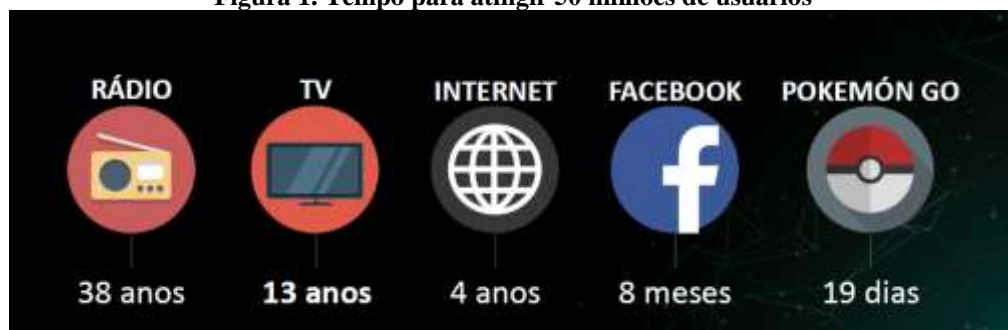 Figura 1. Tempo para atingir 50 milhões de usuários
RÁDIO TV INTERNET FACEBOOK POKEMÓN GO
38 anos 13 anos 4 anos 8 meses 19 dias